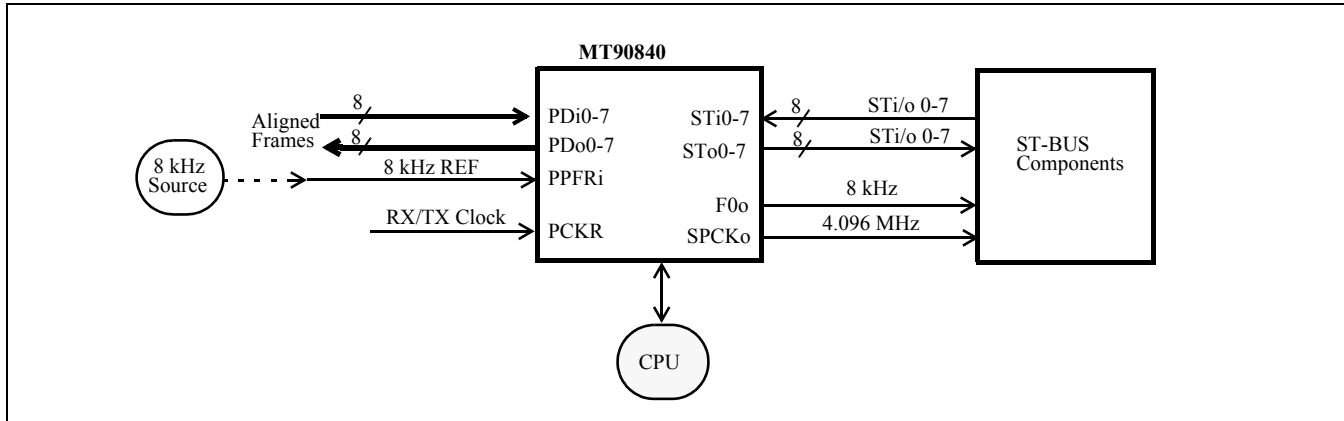 MT90840
8
PDi0-7
Aligned
Frames
8
PDo0-7
8 kHz
Source
8 kHz REF
PPFRi
RX/TX Clock
PCKR
STi0-7
8
STi/o 0-7
STo0-7
8
STi/o 0-7
F0o
8 kHz
SPCKo
4.096 MHz
ST-BUS
Components
CPU